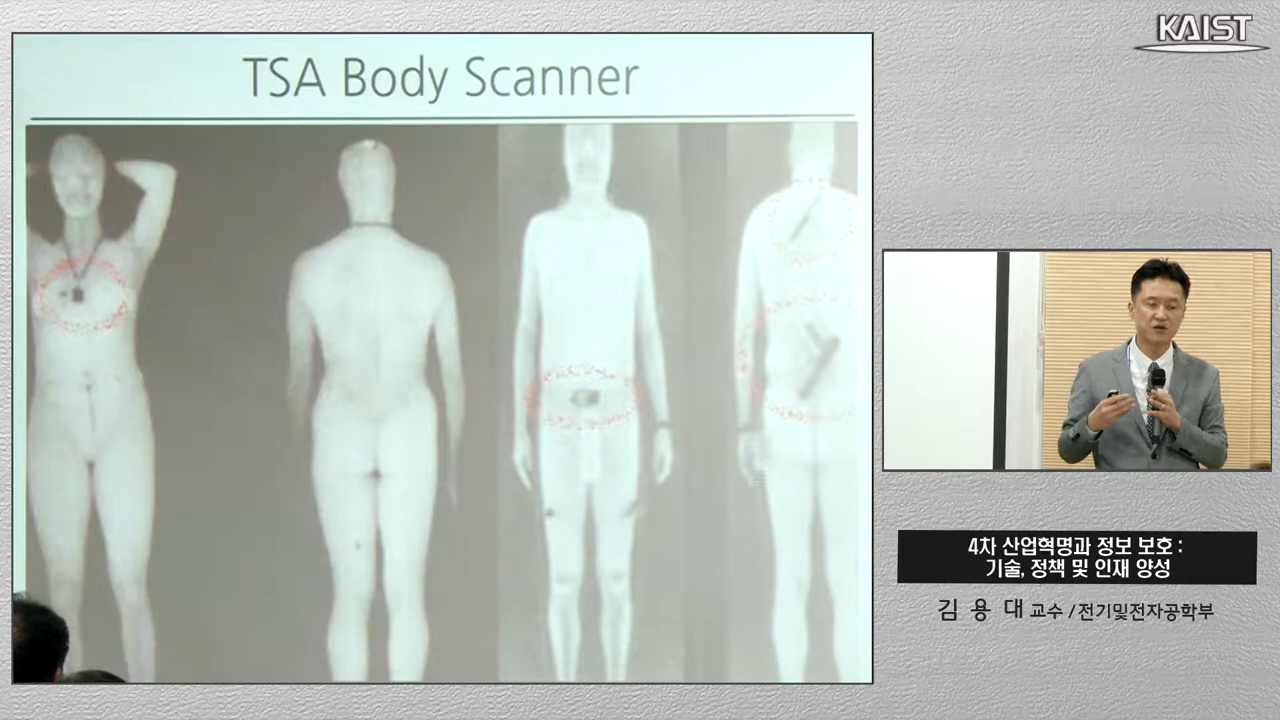 KAIST
TSA Body Scanner
4차 산업혁명과 정보 보호 :
기술, 정책 및 인재 양성
김 용 대 교수 / 전기및전자공학부